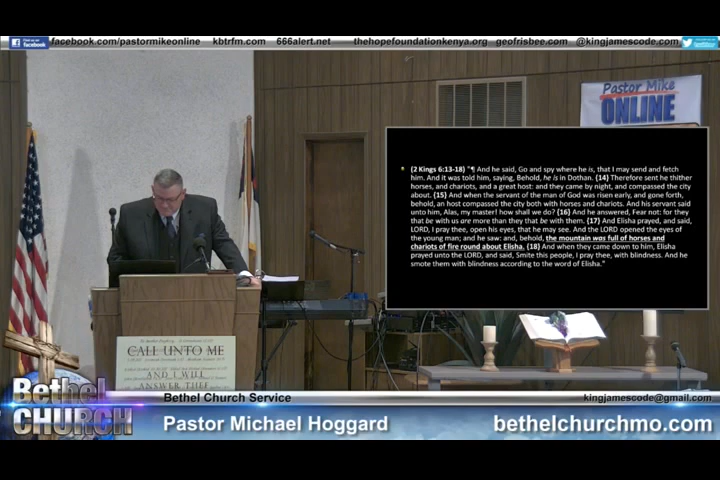 Find us on facebook
facebook.com/pastormikeonline kbtrfm.com 666alert.net thehopefoundationkenya.org geofrisbee.com @kingjamescode.com
Pastor Mike
ONLINE
(2 Kings 6:13-18) "¶ And he said, Go and spy where he is, that I may send and fetch
him. And it was told him, saying, Behold, he is in Dothan. (14) Therefore sent he thither
horses, and chariots, and a great host: and they came by night, and compassed the city
about. (15) And when the servant of the man of God was risen early, and gone forth,
behold, an host compassed the city both with horses and chariots. And his servant said
unto him, Alas, my master! how shall we do? (16) And he answered, Fear not: for they
that be with us are more than they that be with them. (17) And Elisha prayed, and said,
LORD, I pray thee, open his eyes, that he may see. And the LORD opened the eyes of
the young man; and he saw: and, behold, the mountain was full of horses and
chariots of fire round about Elisha. (18) And when they came down to him, Elisha
prayed unto the LORD, and said, Smite this people, I pray thee, with blindness. And he
smote them with blindness according to the word of Elisha."
CALL UNTO ME
AND I WILL
ANSWER THEE
Bethel
CHURCH
Bethel Church Service
kingjamescode@gmail.com
Pastor Michael Hoggard
bethelchurchmo.com